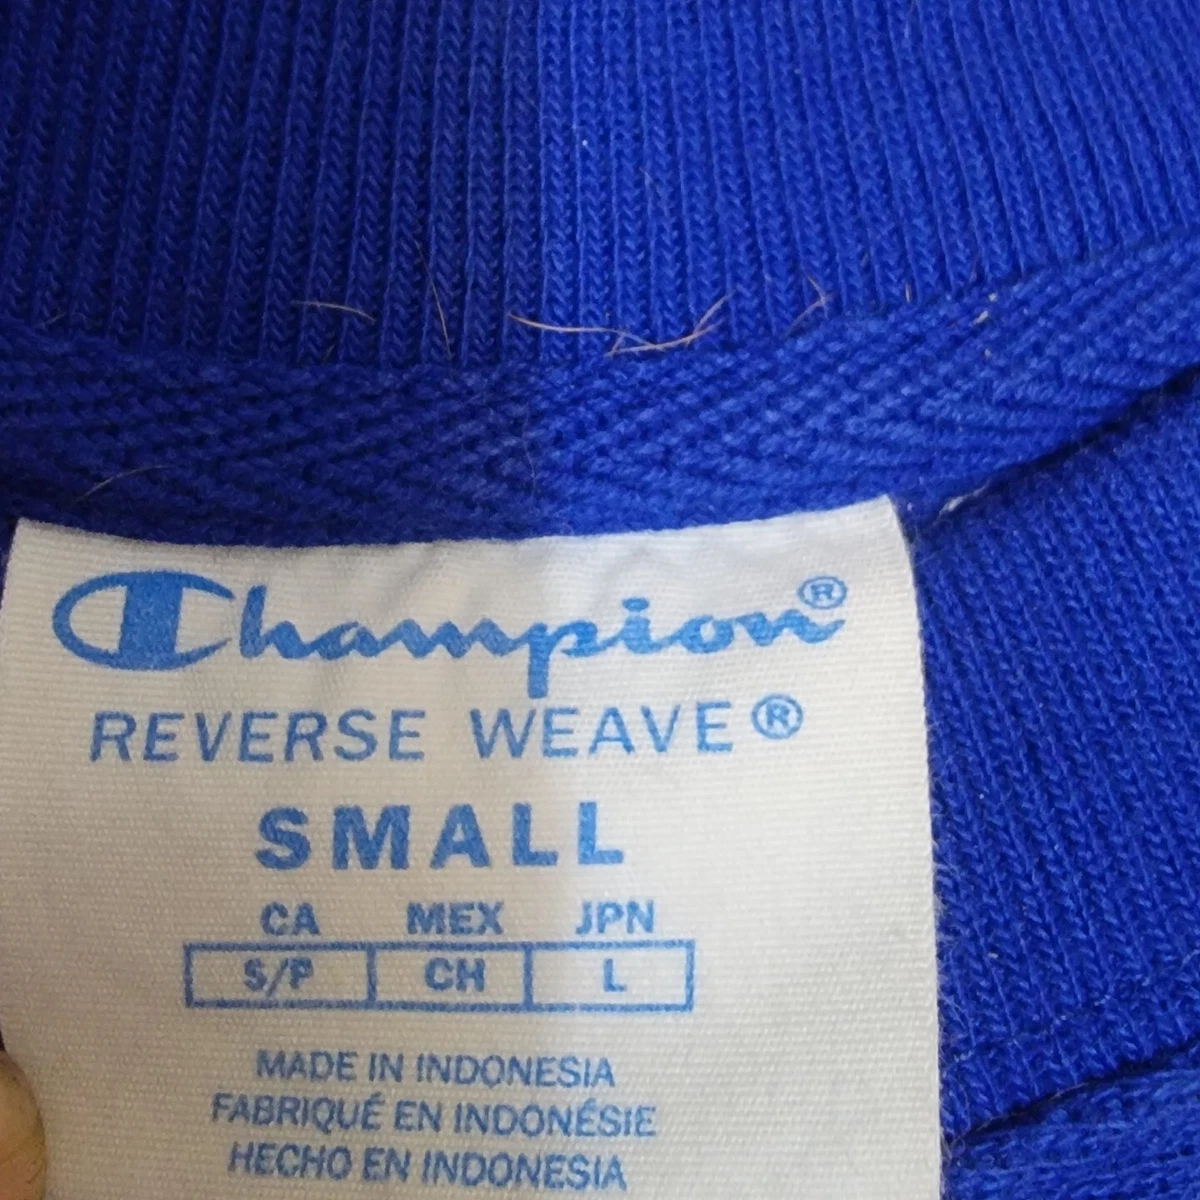 Champion®
REVERSE WEAVE®
SMALL
CA MEX JPN
S/P CH L
MADE IN INDONESIA
FABRIQUÉ EN INDONÉSIE
HECHO EN INDONESIA